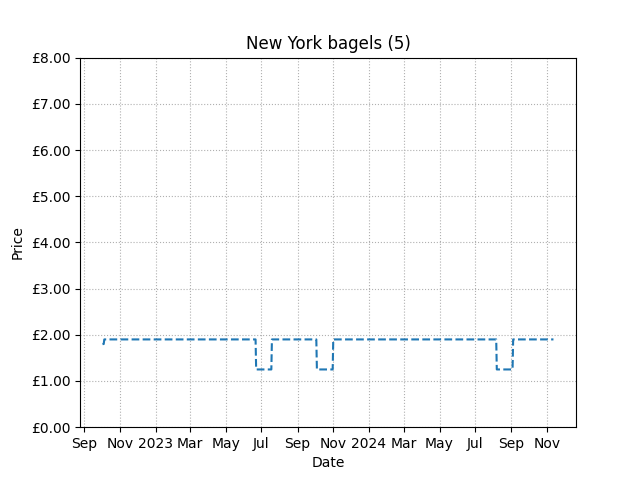 New York bagels (5)
£8.00
£7.00
£6.00
£5.00
£4.00
£3.00
£2.00
£1.00
£0.00
Price
Sep Nov 2023 Mar May Jul Sep Nov 2024 Mar May Jul Sep Nov
Date